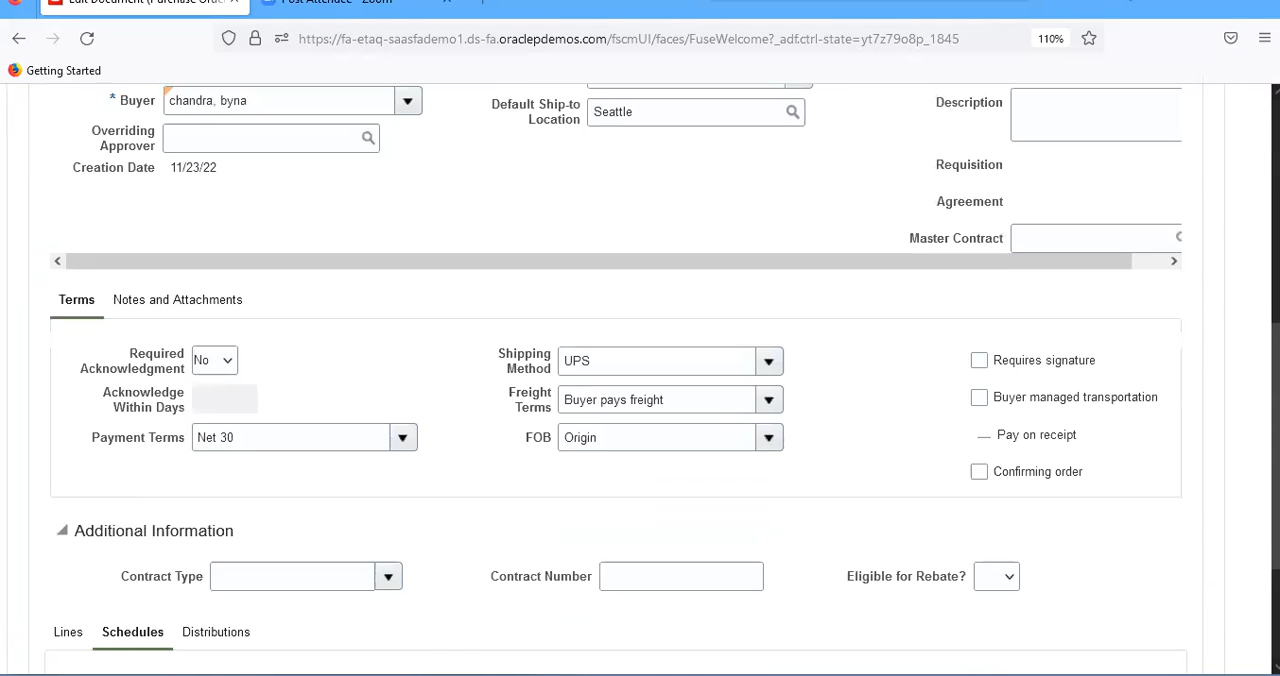 Edit Document (Purchase Orde
Post Attendee - Zoom
https://fa-etaq-saasfademo1.ds-fa.oraclepdemos.com/fscmUI/faces/FuseWelcome?_adf.ctrl-state=yt7z79o8p_1845
110%
Getting Started
* Buyer chandra, byna
Default Ship-to Location Seattle
Description
Overriding Approver
Creation Date 11/23/22
Requisition
Agreement
Master Contract
Terms Notes and Attachments
Required Acknowledgment No
Shipping Method UPS
Requires signature
Acknowledge Within Days
Freight Terms Buyer pays freight
Buyer managed transportation
Payment Terms Net 30
FOB Origin
Pay on receipt
Confirming order
Additional Information
Contract Type
Contract Number
Eligible for Rebate?
Lines Schedules Distributions